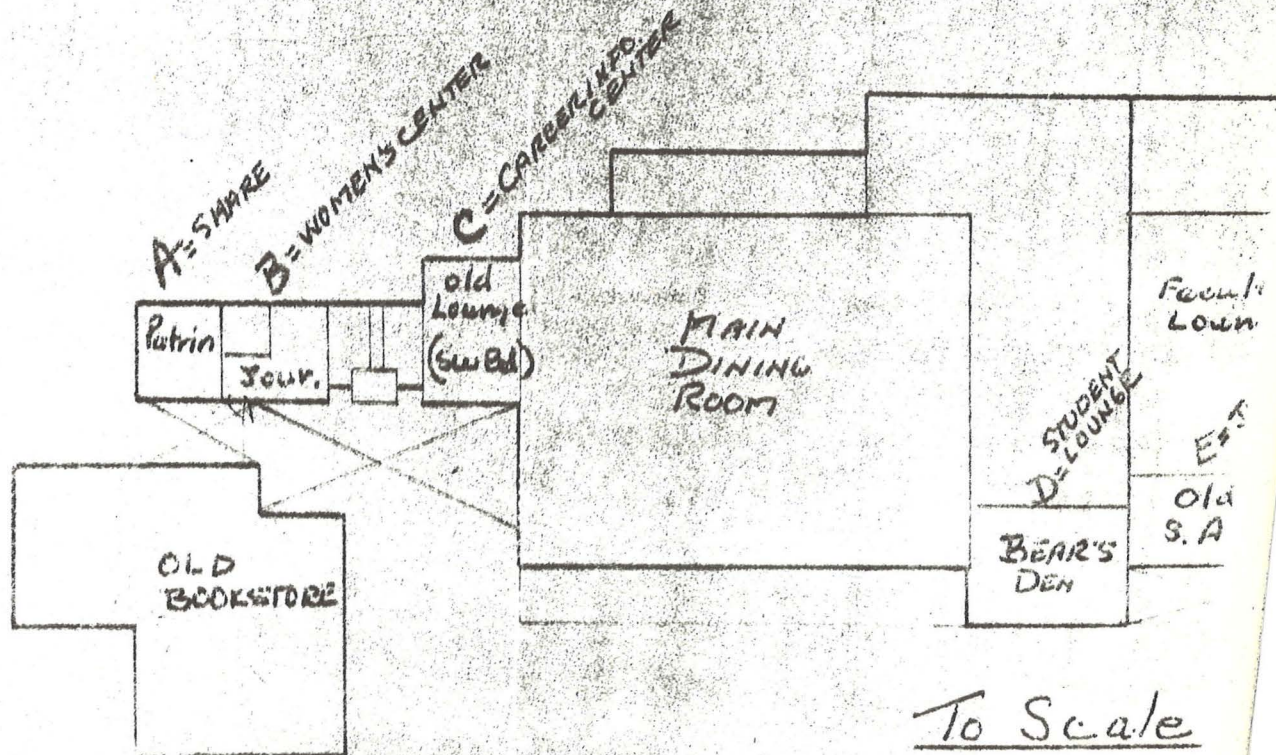 A = SHARE
B = WOMEN'S CENTER
C = CAREER INFO.
CENTER
Patrin
Jour.
old
Lounge
(SwBd)
MAIN
DINING
ROOM
D = STUDENT
LOUNGE
BEAR'S
DEN
Facul
Loun
E =
Old
S.A
OLD
BOOKSTORE
To Scale